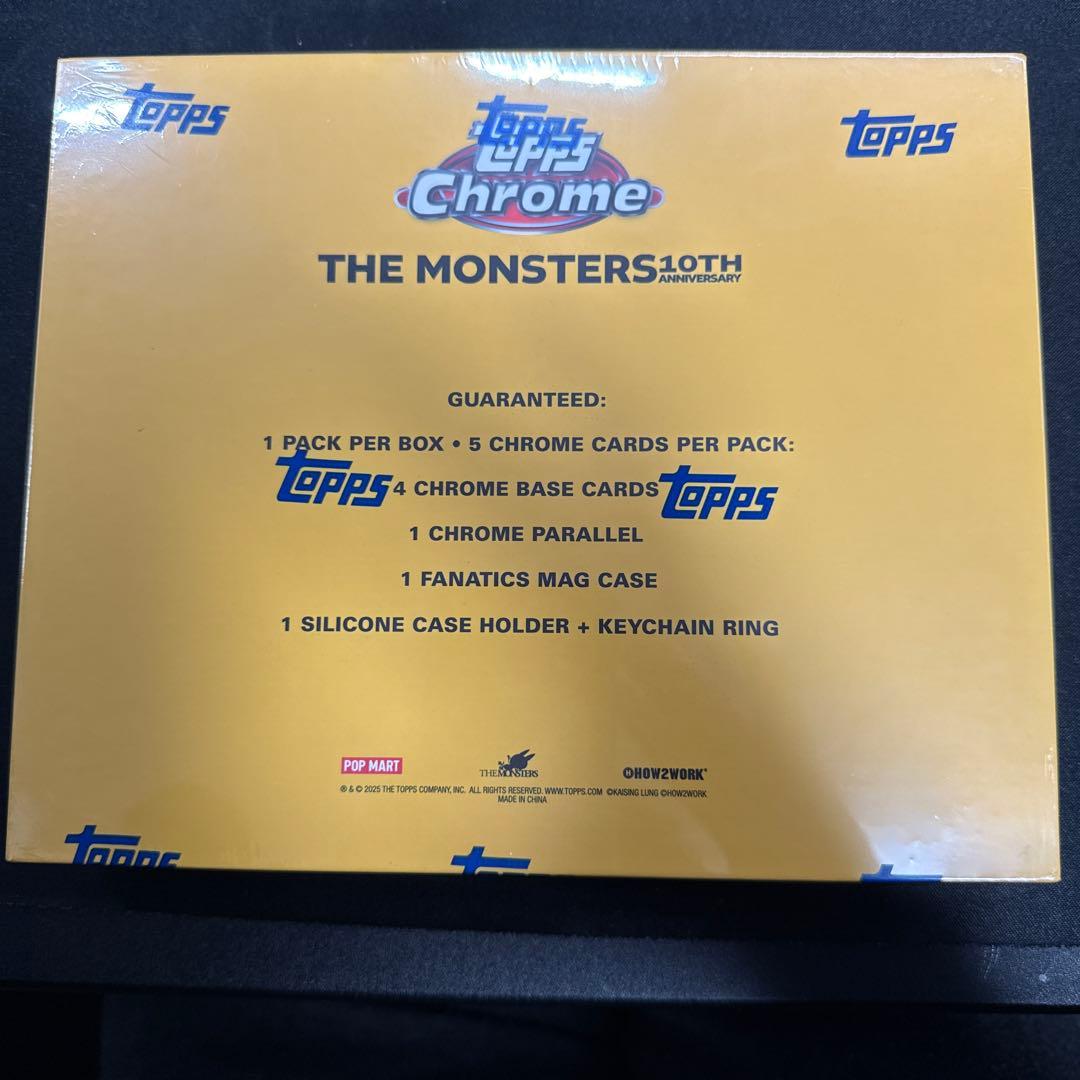 topps
topps
topps
topps
Chrome
THE MONSTERS 10TH
ANNIVERSARY
GUARANTEED:
1 PACK PER BOX • 5 CHROME CARDS PER PACK:
topps 4 CHROME BASE CARDS topps
1 CHROME PARALLEL
1 FANATICS MAG CASE
1 SILICONE CASE HOLDER + KEYCHAIN RING
POP MART
THE MONSTERS
HOW2WORK®
® & © 2025 THE TOPPS COMPANY, INC. ALL RIGHTS RESERVED. WWW.TOPPS.COM ©KAISING LUNG ©HOW2WORK
MADE IN CHINA
topps